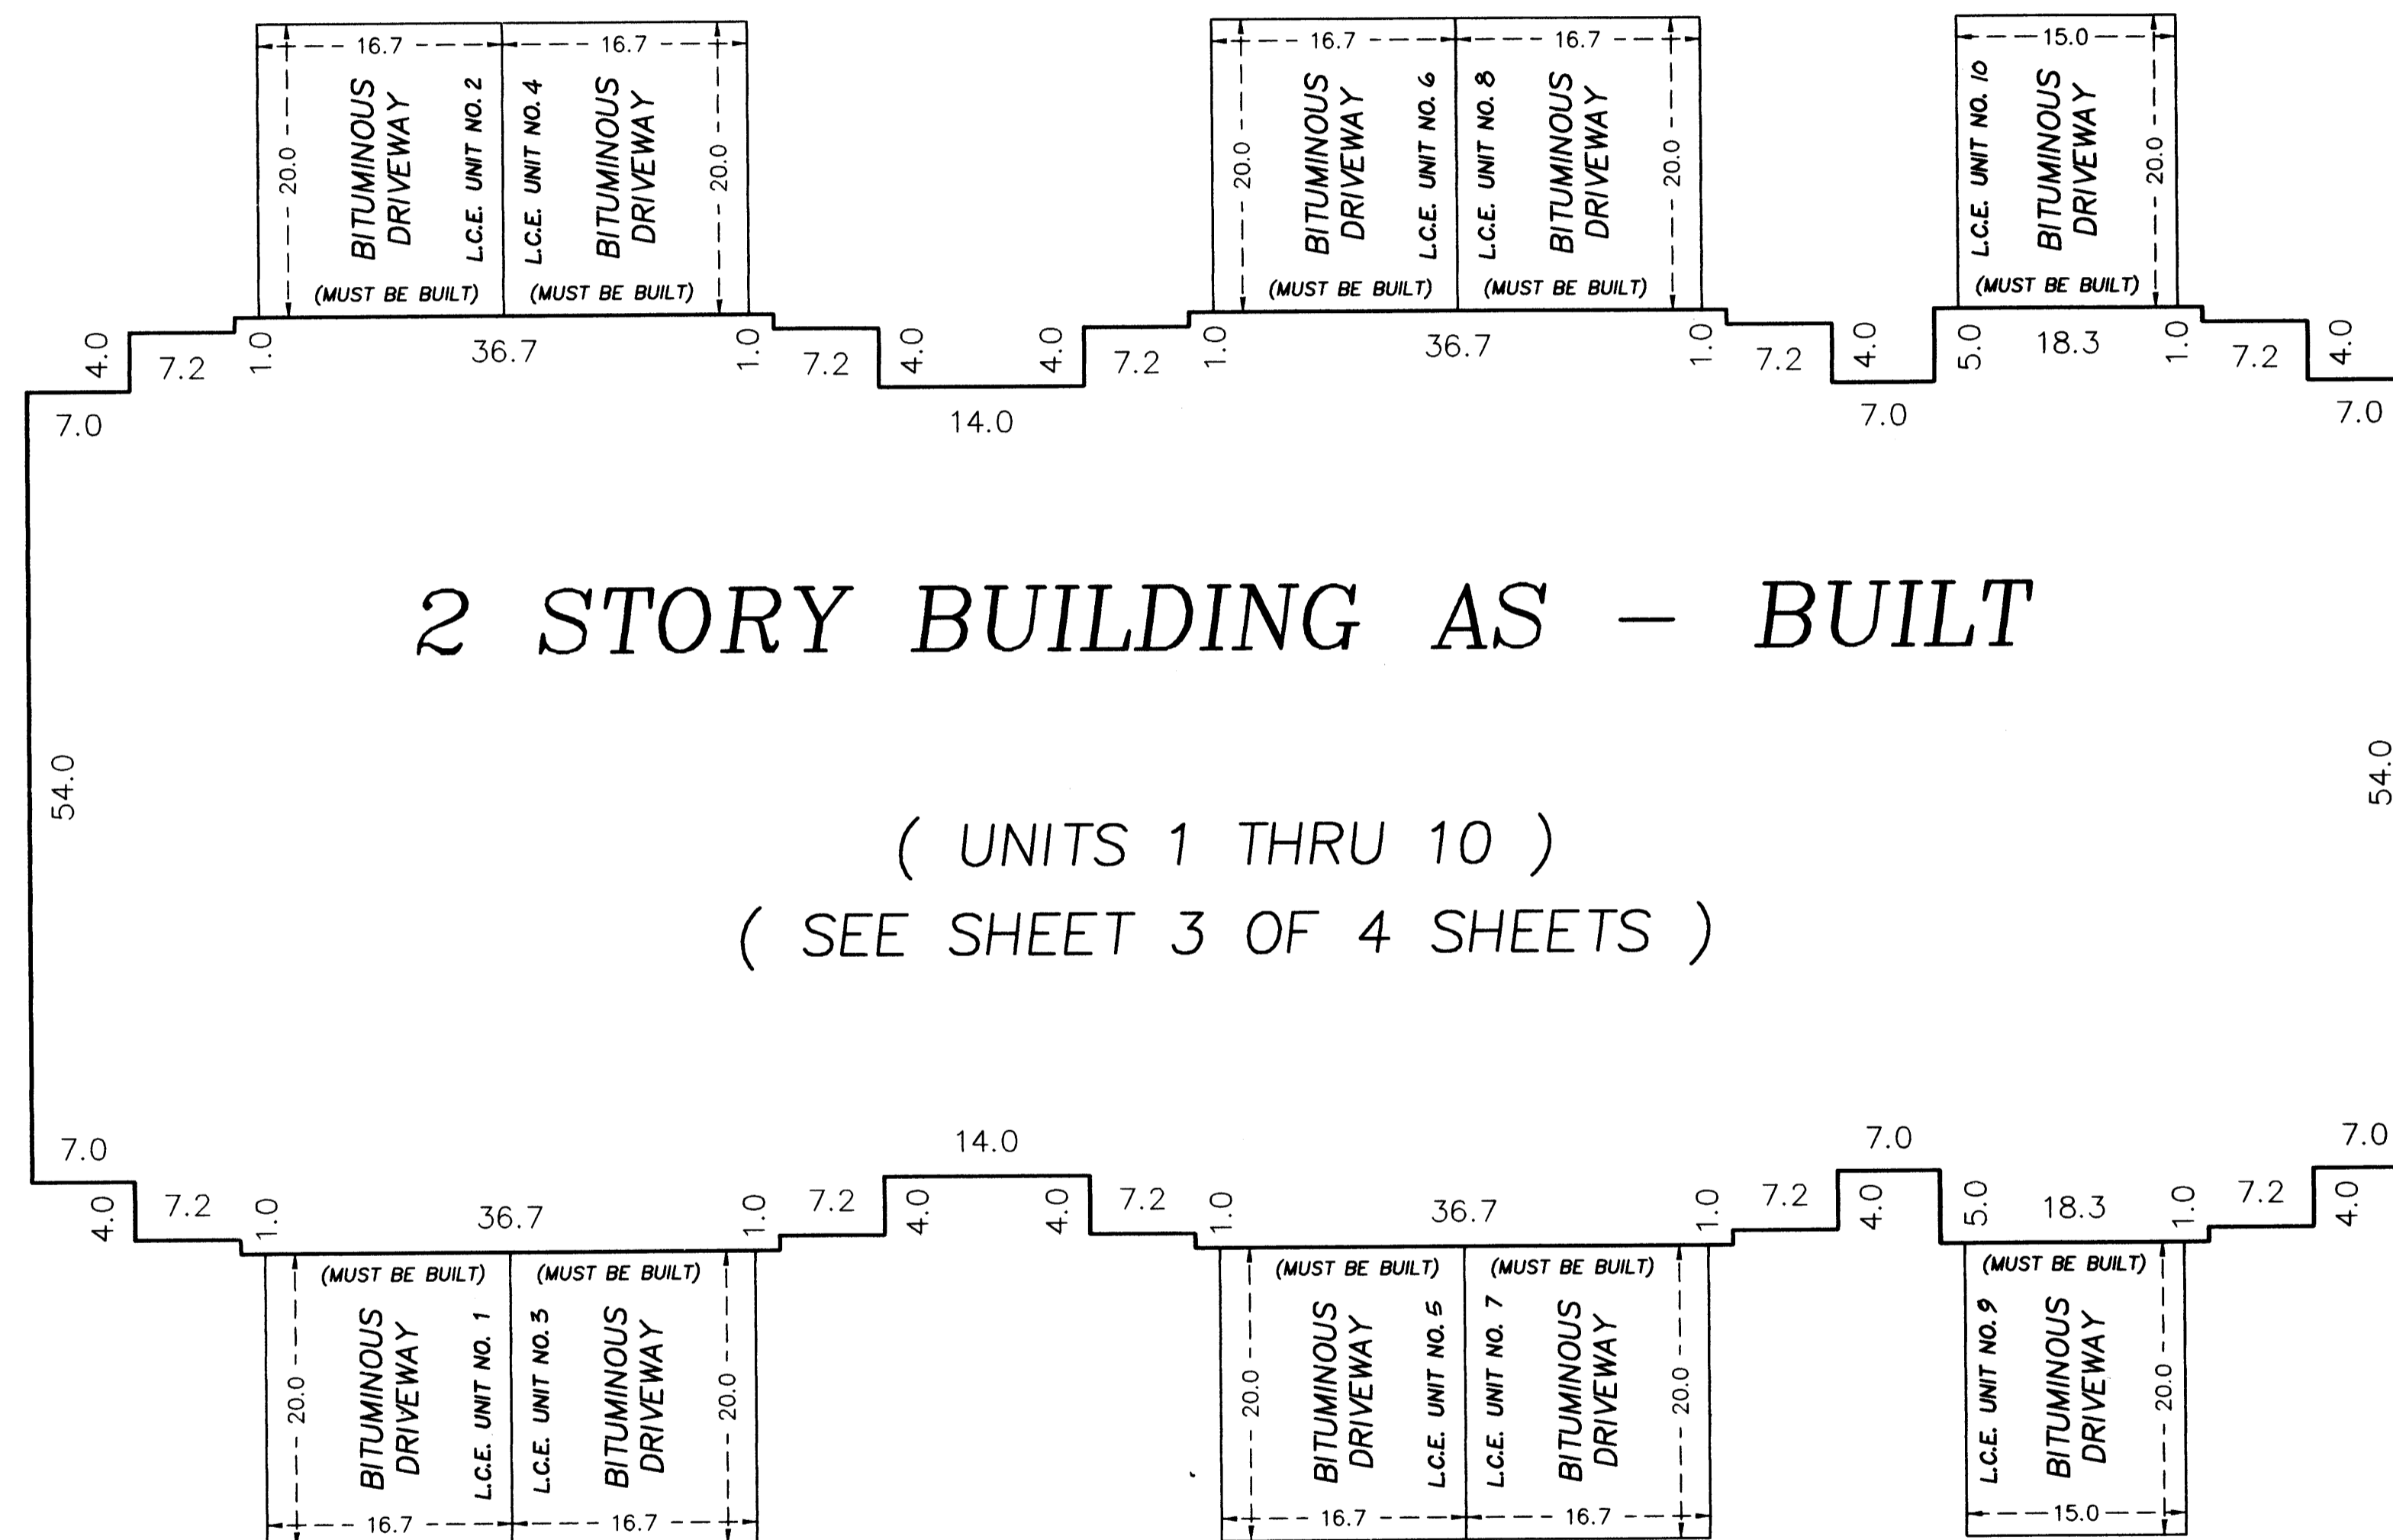 16.7
16.7
20.0
BITUMINOUS
DRIVEWAY
L.C.E. UNIT NO. 2
(MUST BE BUILT)
L.C.E. UNIT NO. 4
BITUMINOUS
DRIVEWAY
(MUST BE BUILT)
20.0
16.7
16.7
20.0
BITUMINOUS
DRIVEWAY
L.C.E. UNIT NO. 6
(MUST BE BUILT)
L.C.E. UNIT NO. 8
BITUMINOUS
DRIVEWAY
(MUST BE BUILT)
20.0
15.0
L.C.E. UNIT NO. 10
BITUMINOUS
DRIVEWAY
(MUST BE BUILT)
20.0
7.0
4.0
7.2
1.0
36.7
1.0
7.2
4.0
14.0
4.0
7.2
1.0
36.7
1.0
7.2
4.0
7.0
5.0
18.3
1.0
7.2
4.0
7.0
2 STORY BUILDING AS - BUILT
54.0
54.0
( UNITS 1 THRU 10 )
( SEE SHEET 3 OF 4 SHEETS )
7.0
4.0
7.2
1.0
36.7
1.0
7.2
4.0
14.0
4.0
7.2
1.0
36.7
1.0
7.2
4.0
7.0
5.0
18.3
1.0
7.2
4.0
7.0
(MUST BE BUILT)
20.0
BITUMINOUS
DRIVEWAY
L.C.E. UNIT NO. 1
16.7
(MUST BE BUILT)
L.C.E. UNIT NO. 3
BITUMINOUS
DRIVEWAY
20.0
16.7
(MUST BE BUILT)
20.0
BITUMINOUS
DRIVEWAY
L.C.E. UNIT NO. 5
16.7
(MUST BE BUILT)
L.C.E. UNIT NO. 7
BITUMINOUS
DRIVEWAY
20.0
16.7
(MUST BE BUILT)
L.C.E. UNIT NO. 9
BITUMINOUS
DRIVEWAY
20.0
15.0